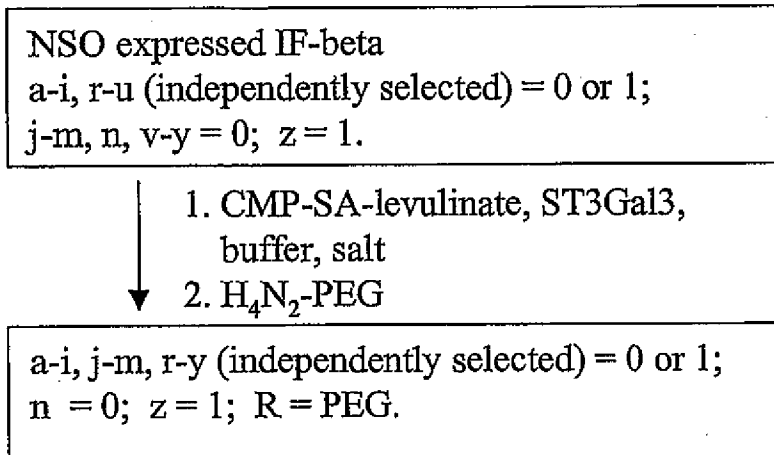 NSO expressed IF-beta
a-i, r-u (independently selected) = 0 or 1;
j-m, n, v-y = 0; z = 1.
1. CMP-SA-levulinate, ST3Gal3,
buffer, salt
2. H₄N₂-PEG
a-i, j-m, r-y (independently selected) = 0 or 1;
n = 0; z = 1; R = PEG.